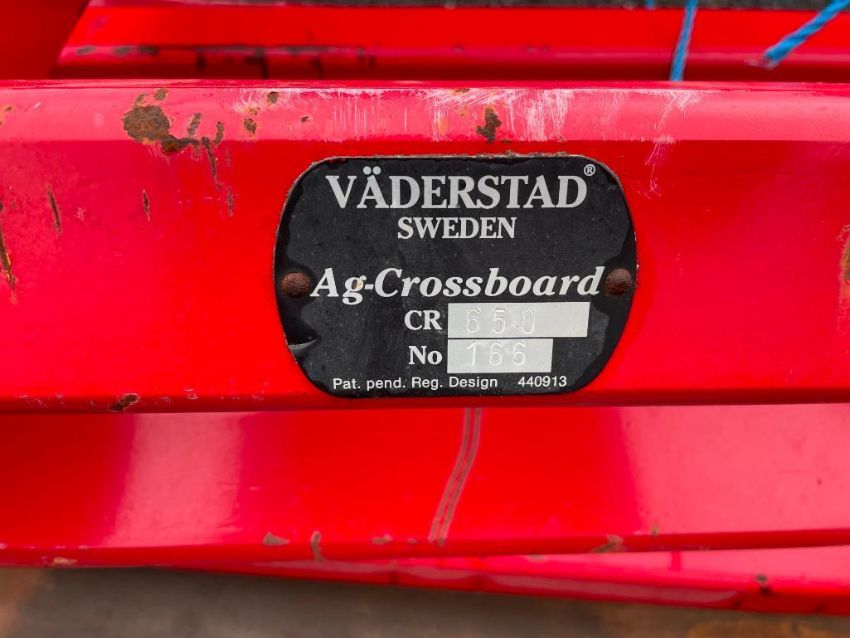 VÄDERSTAD®
SWEDEN
Ag-Crossboard
CR 650
No 166
Pat. pend. Reg. Design 440913